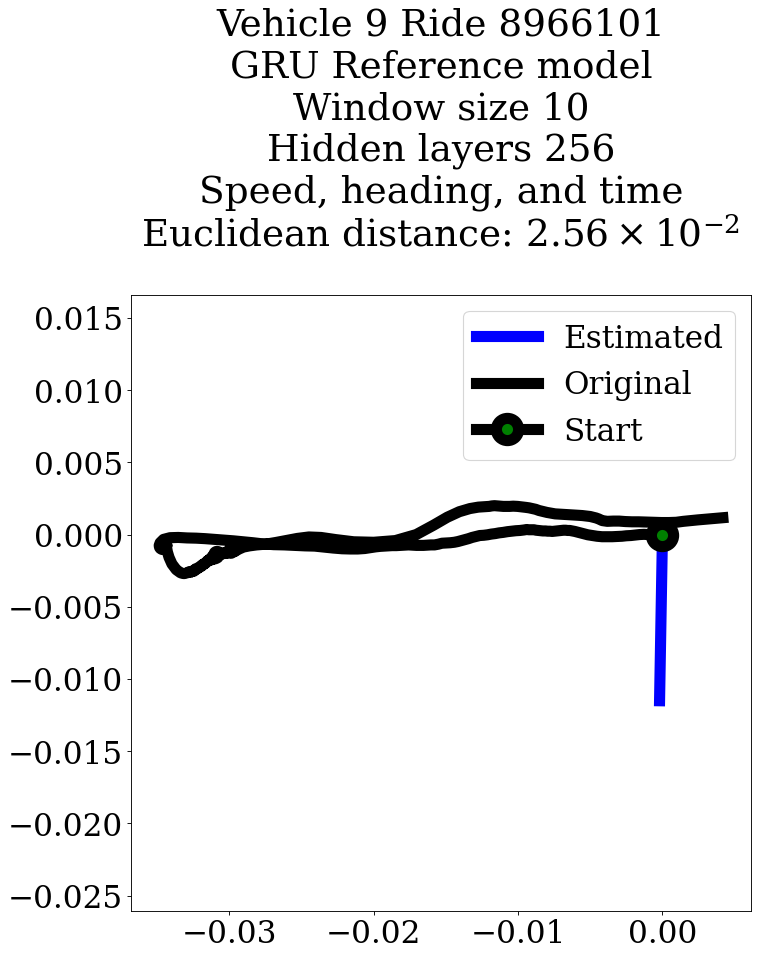 Vehicle 9 Ride 8966101
GRU Reference model
Window size 10
Hidden layers 256
Speed, heading, and time
Euclidean distance: 2.56 × 10⁻²
Estimated
Original
Start
0.015
0.010
0.005
0.000
−0.005
−0.010
−0.015
−0.020
−0.025
−0.03 −0.02 −0.01 0.00